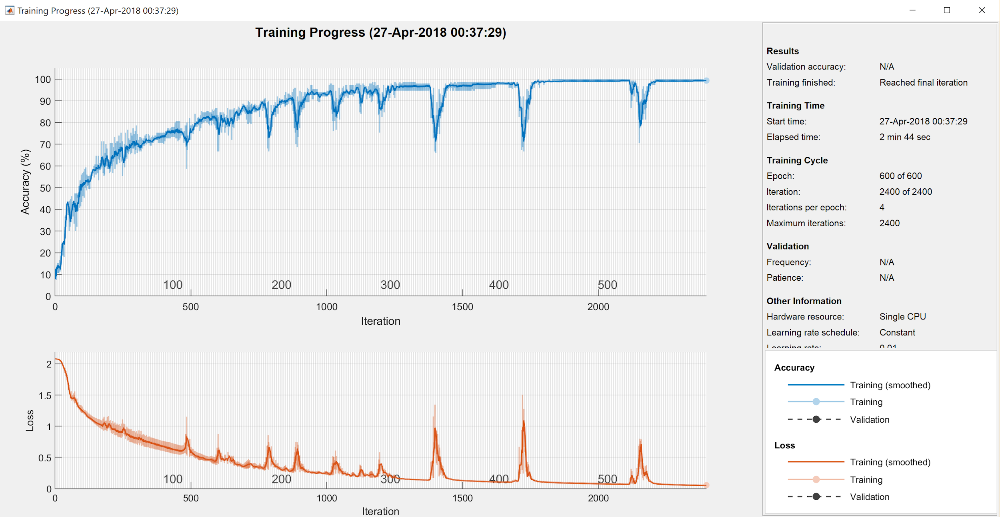 Training Progress (27-Apr-2018 00:37:29)
Training Progress (27-Apr-2018 00:37:29)
100
90
80
70
60
50
40
30
20
10
0
Accuracy (%)
100 200 300 400 500
0 500 1000 1500 2000
Iteration
2
1.5
1
0.5
0
Loss
100 200 300 400 500
0 500 1000 1500 2000
Iteration
Results
Validation accuracy: N/A
Training finished: Reached final iteration
Training Time
Start time: 27-Apr-2018 00:37:29
Elapsed time: 2 min 44 sec
Training Cycle
Epoch: 600 of 600
Iteration: 2400 of 2400
Iterations per epoch: 4
Maximum iterations: 2400
Validation
Frequency: N/A
Patience: N/A
Other Information
Hardware resource: Single CPU
Learning rate schedule: Constant
Learning rate: 0.01
Accuracy
Training (smoothed)
Training
Validation
Loss
Training (smoothed)
Training
Validation